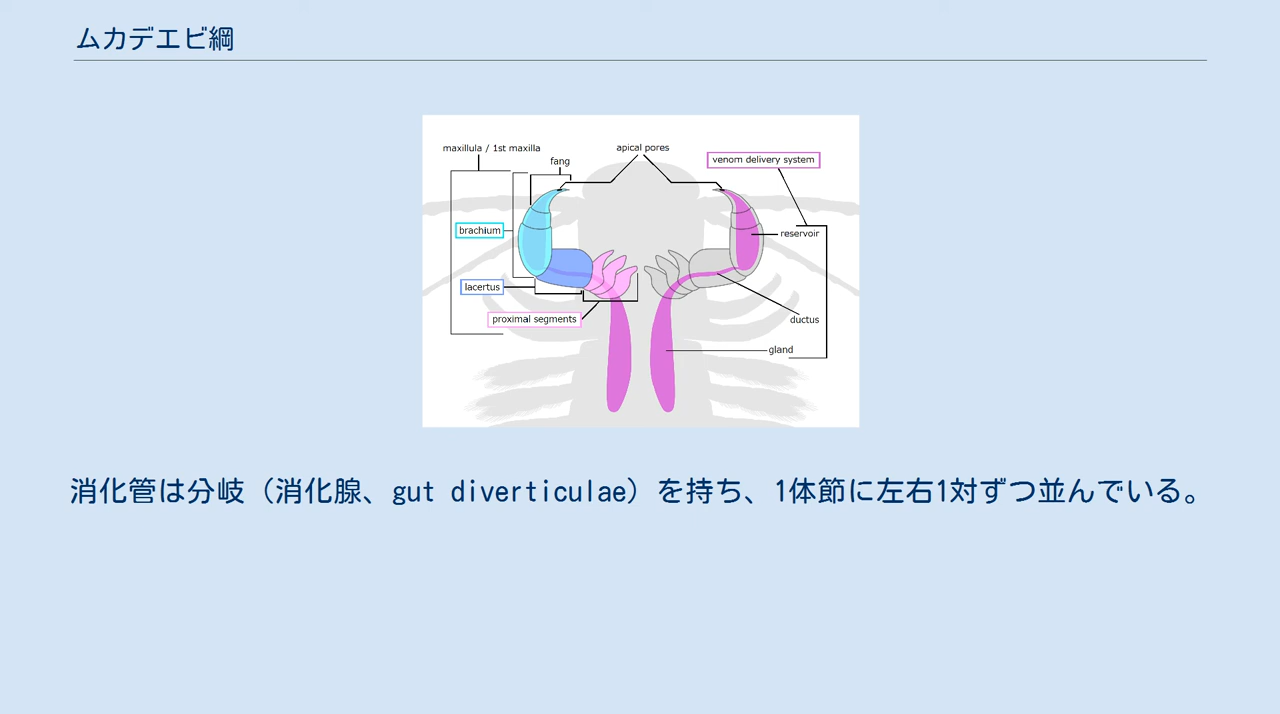 ムカデエビ綱
maxillula / 1st maxilla
apical pores
fang
venom delivery system
brachium
reservoir
lacertus
proximal segments
ductus
gland
消化管は分岐（消化腺、gut diverticulae）を持ち、1体節に左右1対ずつ並んでいる。